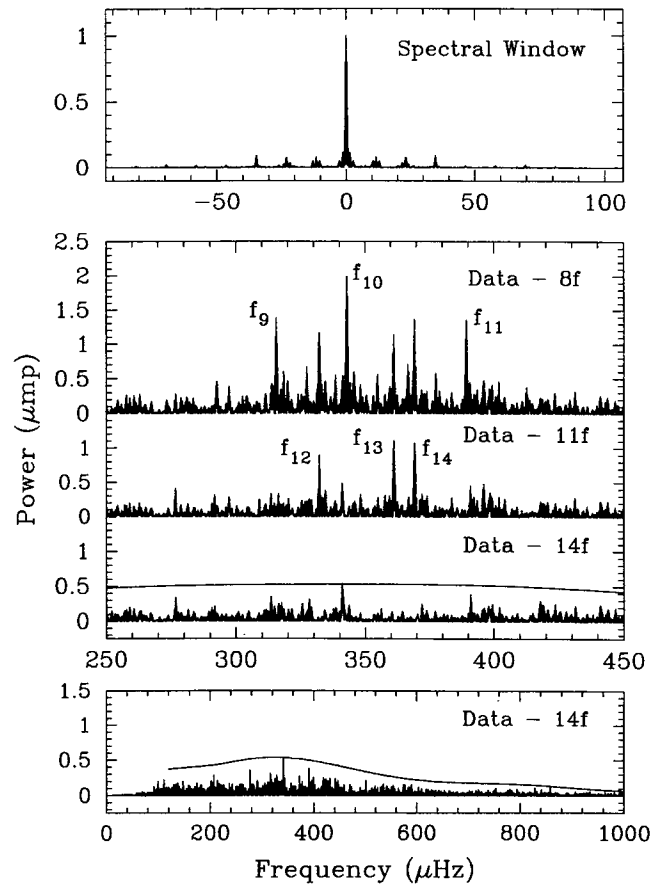 Spectral Window
1
0.5
0
−50 0 50 100
Power (μmp)
2.5
2
1.5
1
0.5
0
f9
f10
f11
Data - 8f
1
0.5
0
f12
f13
f14
Data - 11f
1
0.5
0
Data - 14f
250 300 350 400 450
1.5
1
0.5
0
Data - 14f
0 200 400 600 800 1000
Frequency (μHz)